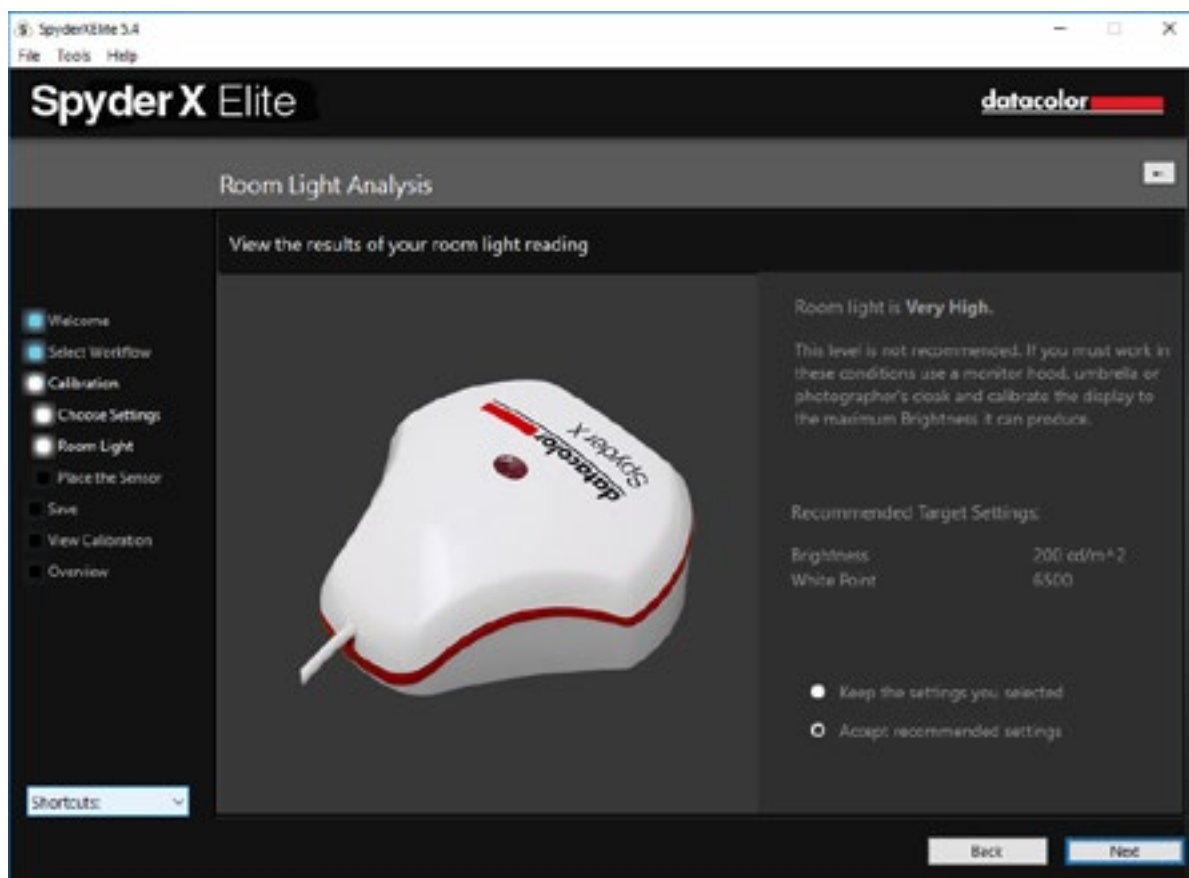 SpyderXElite 5.4
File Tools Help
Spyder X Elite
datacolor
Room Light Analysis
View the results of your room light reading
Welcome
Select Workflow
Calibration
Choose Settings
Room Light
Place the Sensor
Save
View Calibration
Overview
Shortcuts:
datacolor
Spyder X
Room light is Very High.
This level is not recommended. If you must work in
these conditions use a monitor hood, umbrella or
photographer's cloak and calibrate the display to
the maximum Brightness it can produce.
Recommended Target Settings:
Brightness 200 cd/m^2
White Point 6500
Keep the settings you selected
Accept recommended settings
Back Next